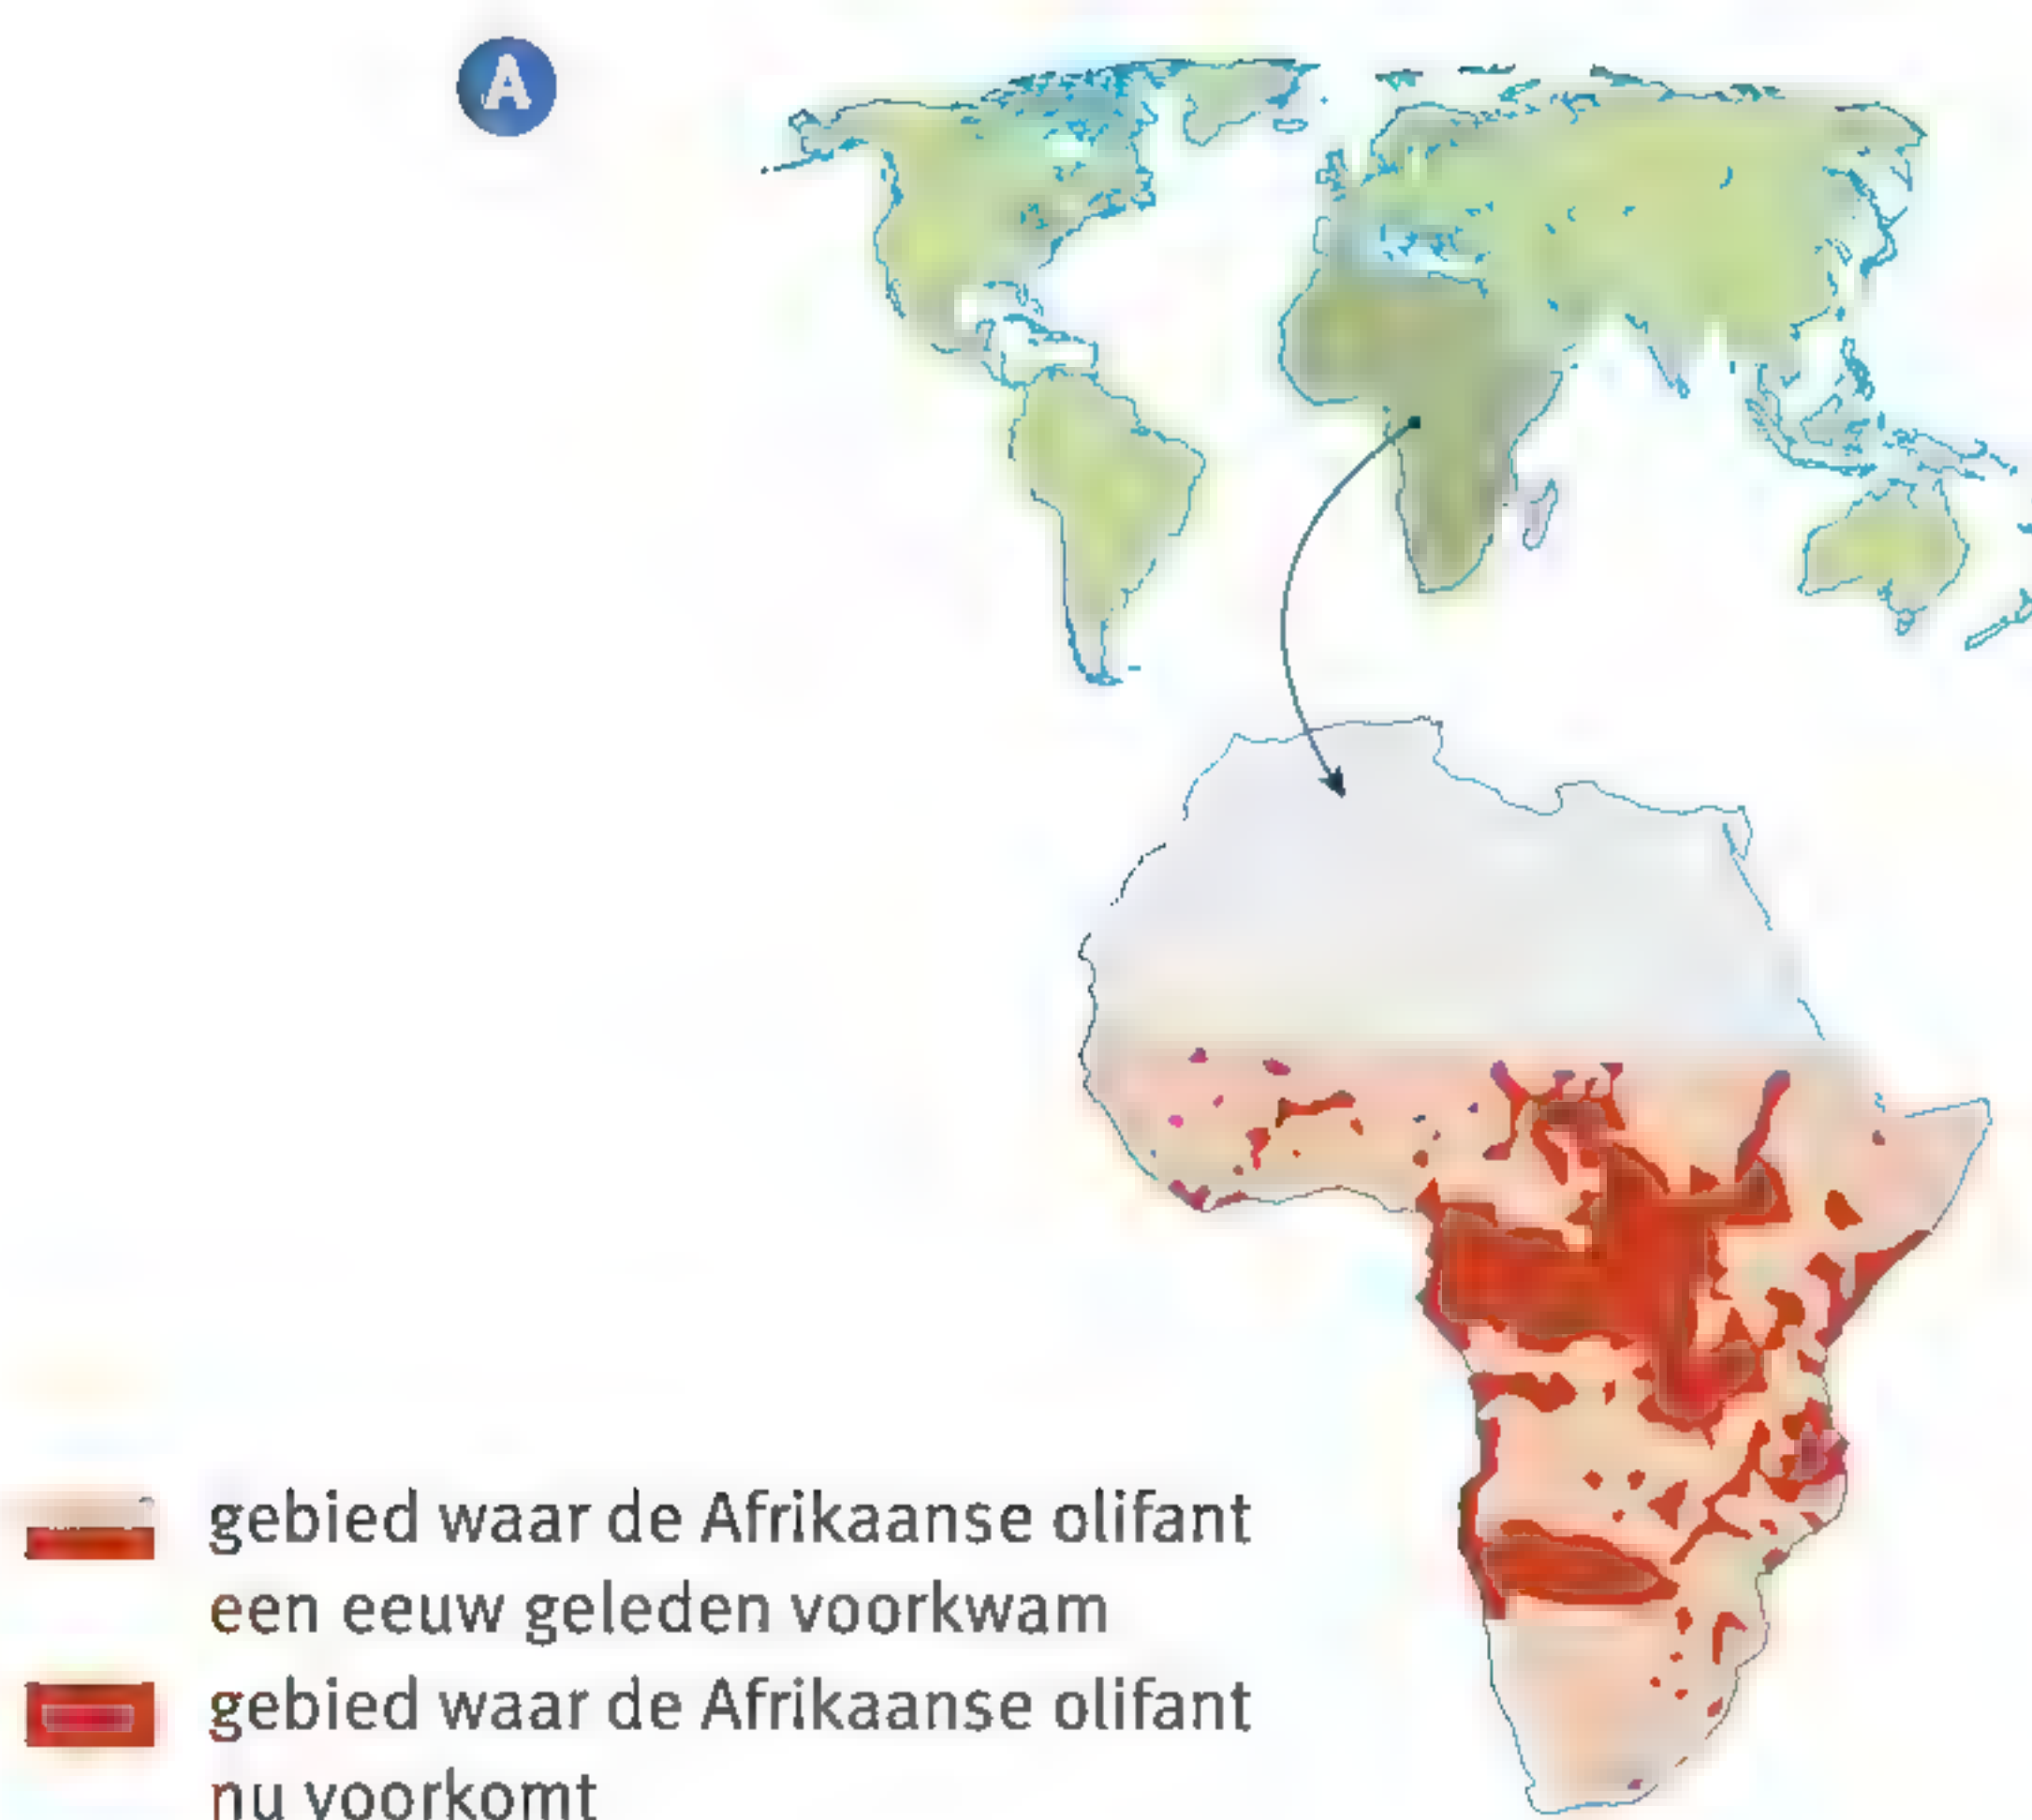 A
gebied waar de Afrikaanse olifant
een eeuw geleden voorkwam
gebied waar de Afrikaanse olifant
nu voorkomt